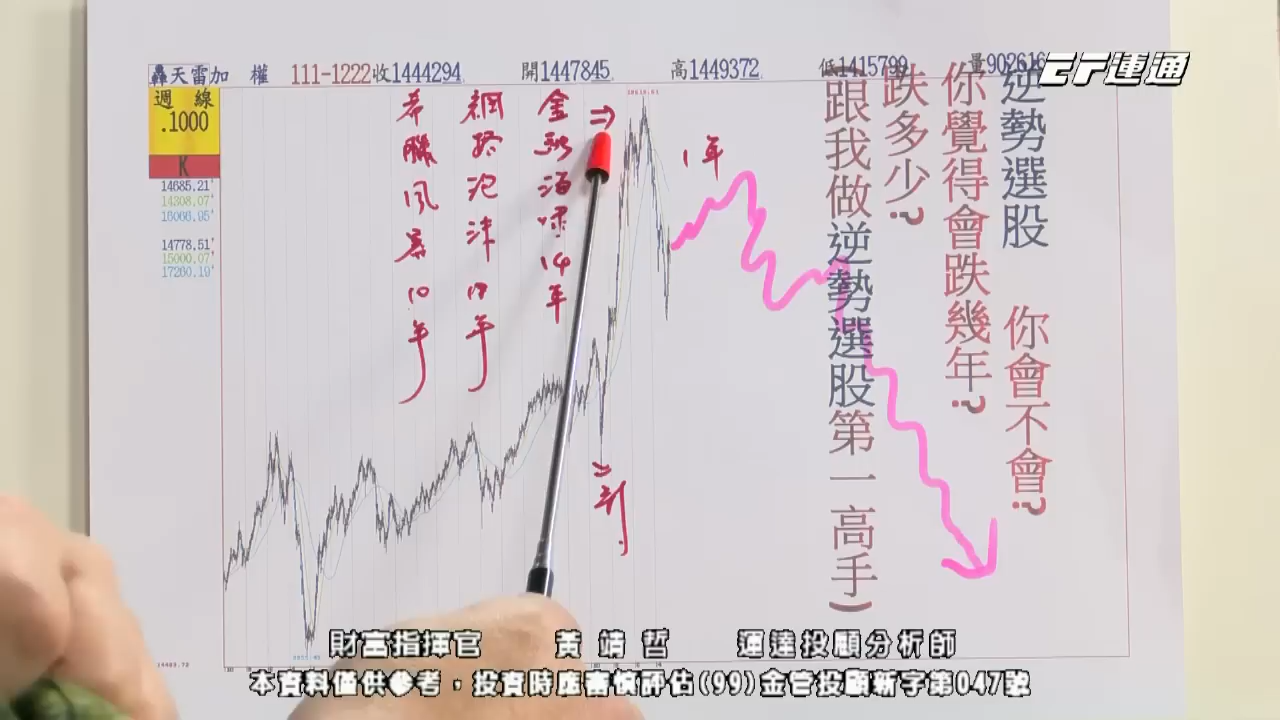 轟天雷加 權 111-1222收1444294 開1447845 高1449372 低1415799 量902616
ET運通
週線
.1000
K
14685.21
14308.07
15066.95
14778.51
15000.07
17260.19
希臘風暴10年
網路泡沫18年
金融海嘯14年
1年
逆勢選股 你會不會?
你覺得會跌幾年?
跌多少?
(跟我做逆勢選股第一高手)
財富指揮官 黃靖哲 運達投顧分析師
本資料僅供參考，投資時應審慎評估(99)金管投顧新字第047號